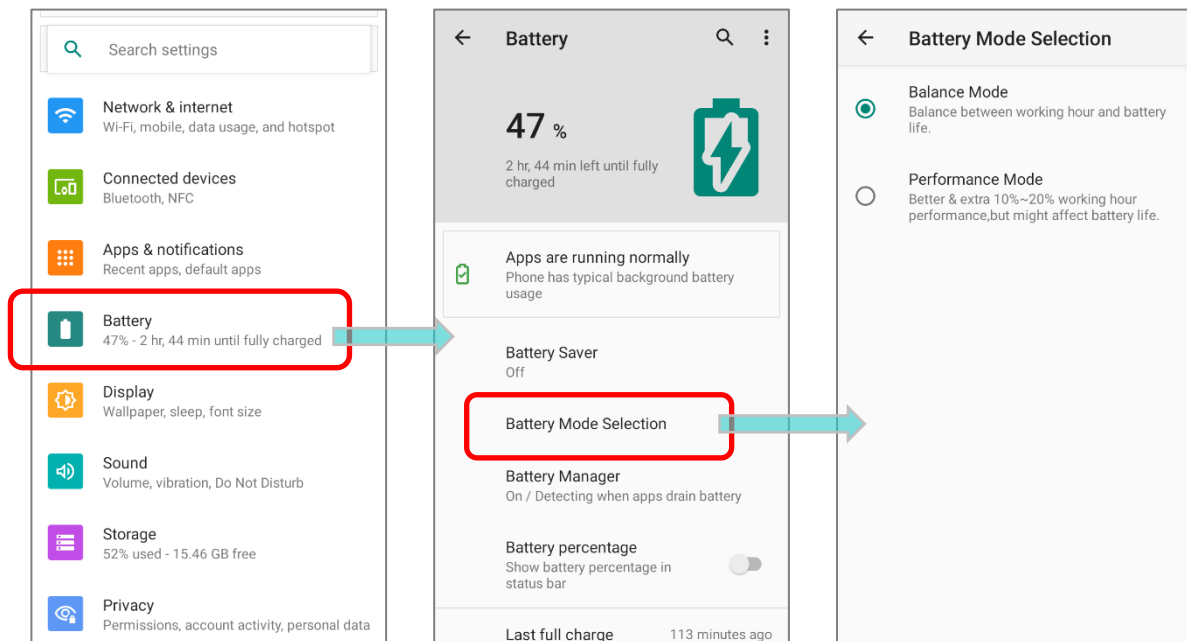 Search settings
Network & internet
Wi-Fi, mobile, data usage, and hotspot
Connected devices
Bluetooth, NFC
Apps & notifications
Recent apps, default apps
Battery
47% - 2 hr, 44 min until fully charged
Display
Wallpaper, sleep, font size
Sound
Volume, vibration, Do Not Disturb
Storage
52% used - 15.46 GB free
Privacy
Permissions, account activity, personal data
Battery
47 %
2 hr, 44 min left until fully
charged
Apps are running normally
Phone has typical background battery
usage
Battery Saver
Off
Battery Mode Selection
Battery Manager
On / Detecting when apps drain battery
Battery percentage
Show battery percentage in
status bar
Last full charge 113 minutes ago
Battery Mode Selection
Balance Mode
Balance between working hour and battery
life.
Performance Mode
Better & extra 10%~20% working hour
performance,but might affect battery life.